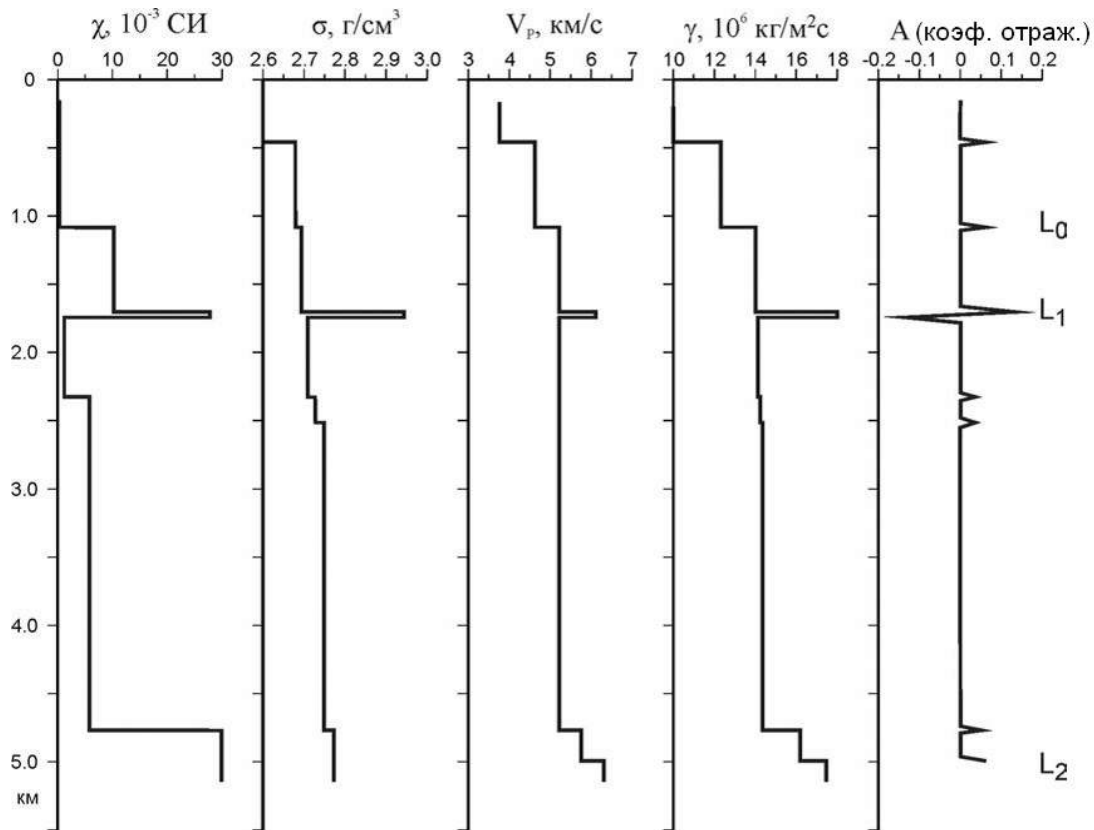 χ, 10⁻³ СИ
σ, г/см³
Vₚ, км/с
γ, 10⁶ кг/м²с
A (коэф. отраж.)
0 10 20 30
2.6 2.7 2.8 2.9 3.0
3 4 5 6 7
10 12 14 16 18
-0.2 -0.1 0 0.1 0.2
0
1.0
L₀
L₁
2.0
3.0
4.0
5.0
L₂
км